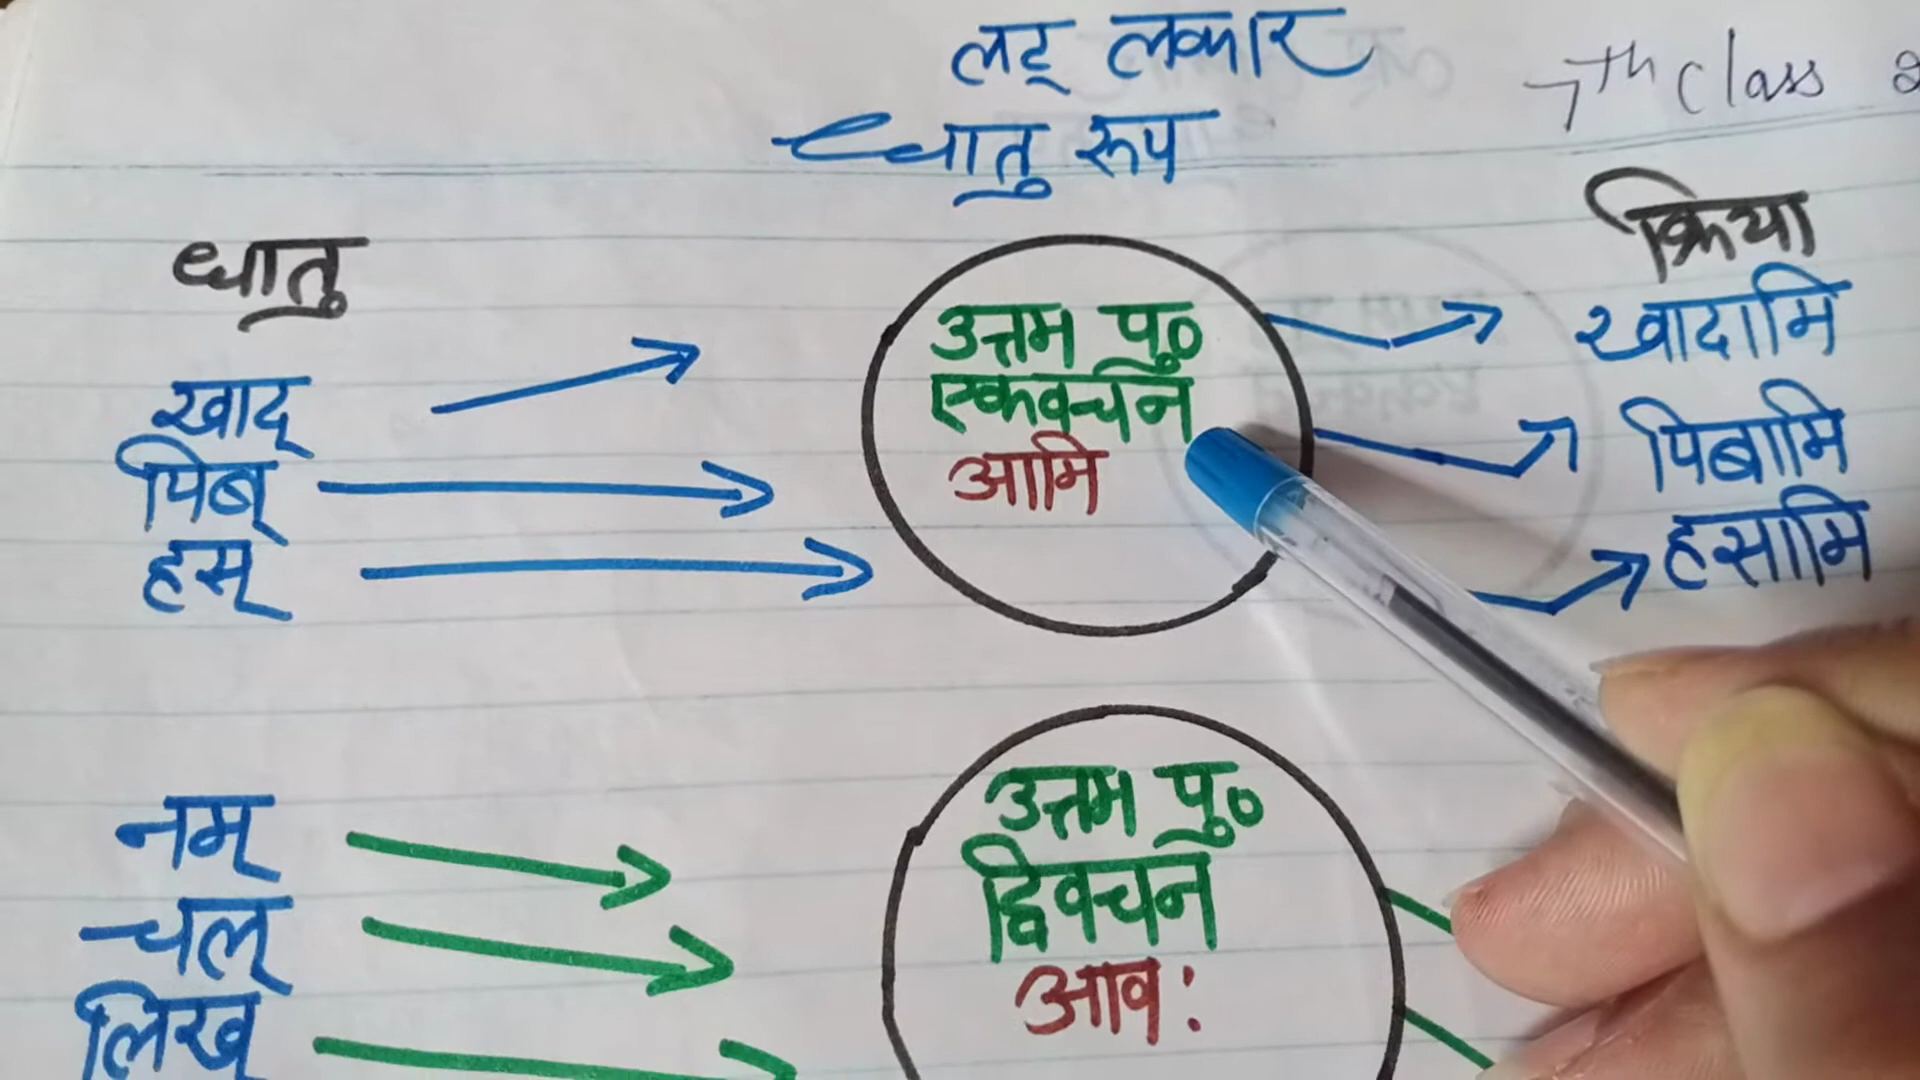 लट् लकार
7th class
धातु रूप
धातु
क्रिया
उत्तम पु०
एकवचन
आमि
खाद्
पिब्
हस्
खादामि
पिबामि
हसामि
उत्तम पु०
द्विवचन
आव:
नम्
चल्
लिख्